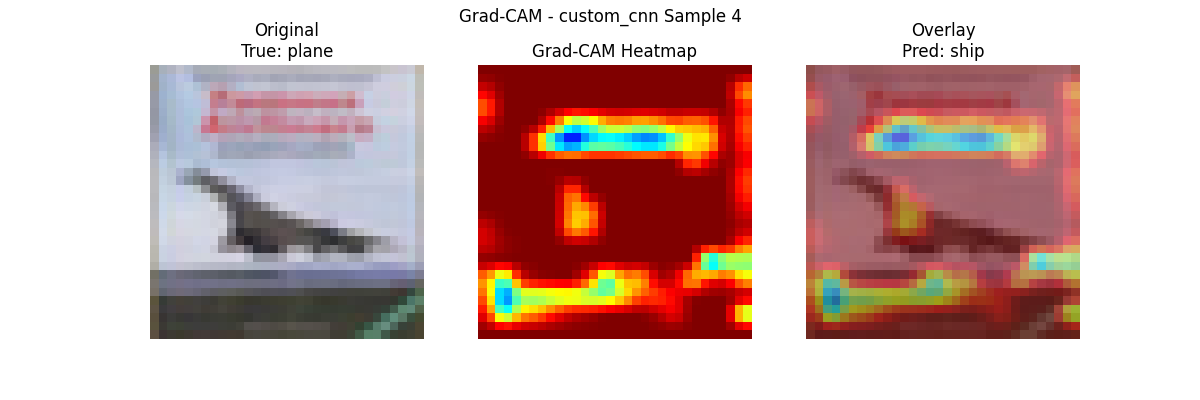 Grad-CAM - custom_cnn Sample 4
Original
True: plane
Grad-CAM Heatmap
Overlay
Pred: ship